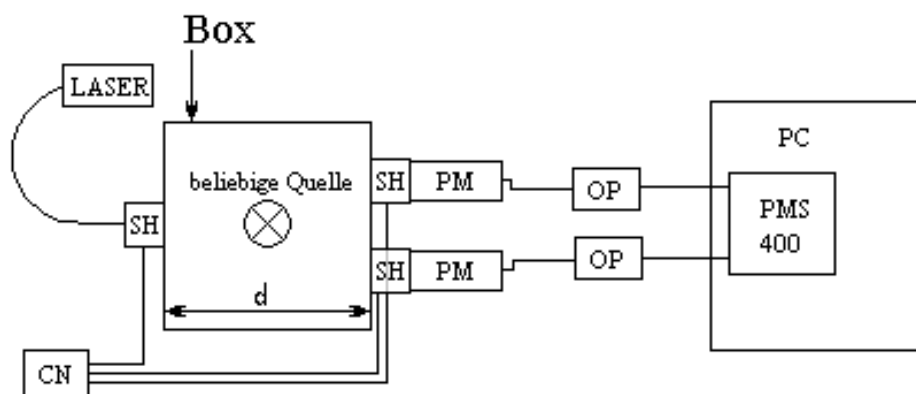 Box
LASER
PC
beliebige Quelle
SH
PM
OP
PMS
400
SH
SH
PM
OP
d
CN